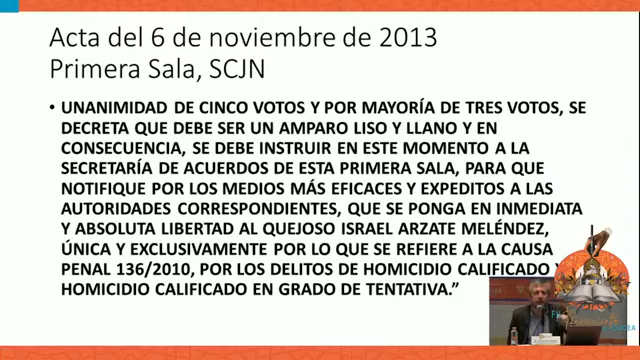 Acta del 6 de noviembre de 2013
Primera Sala, SCJN
• UNANIMIDAD DE CINCO VOTOS Y POR MAYORÍA DE TRES VOTOS, SE
DECRETA QUE DEBE SER UN AMPARO LISO Y LLANO Y EN
CONSECUENCIA, SE DEBE INSTRUIR EN ESTE MOMENTO A LA
SECRETARÍA DE ACUERDOS DE ESTA PRIMERA SALA, PARA QUE
NOTIFIQUE POR LOS MEDIOS MÁS EFICACES Y EXPEDITOS A LAS
AUTORIDADES CORRESPONDIENTES, QUE SE PONGA EN INMEDIATA
Y ABSOLUTA LIBERTAD AL QUEJOSO ISRAEL ARZATE MELÉNDEZ,
ÚNICA Y EXCLUSIVAMENTE POR LO QUE SE REFIERE A LA CAUSA
PENAL 136/2010, POR LOS DELITOS DE HOMICIDIO CALIFICADO Y
HOMICIDIO CALIFICADO EN GRADO DE TENTATIVA.”